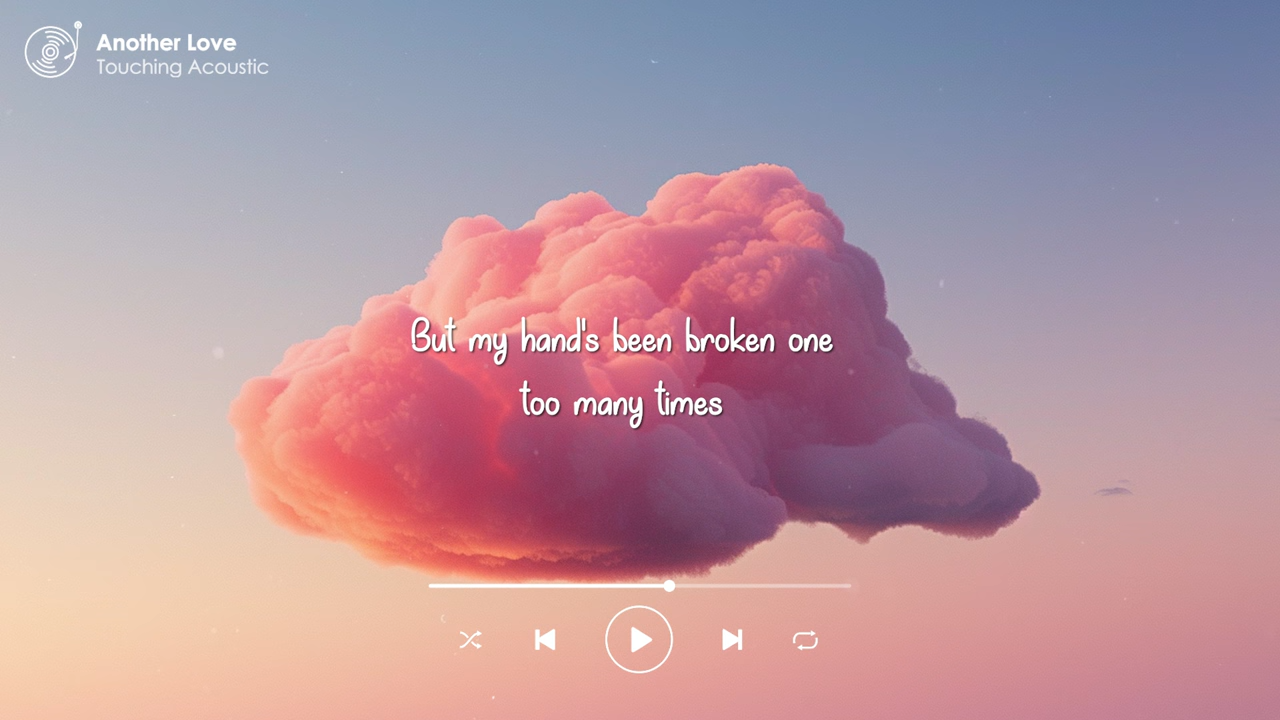 Another Love
Touching Acoustic
But my hand's been broken one
too many times